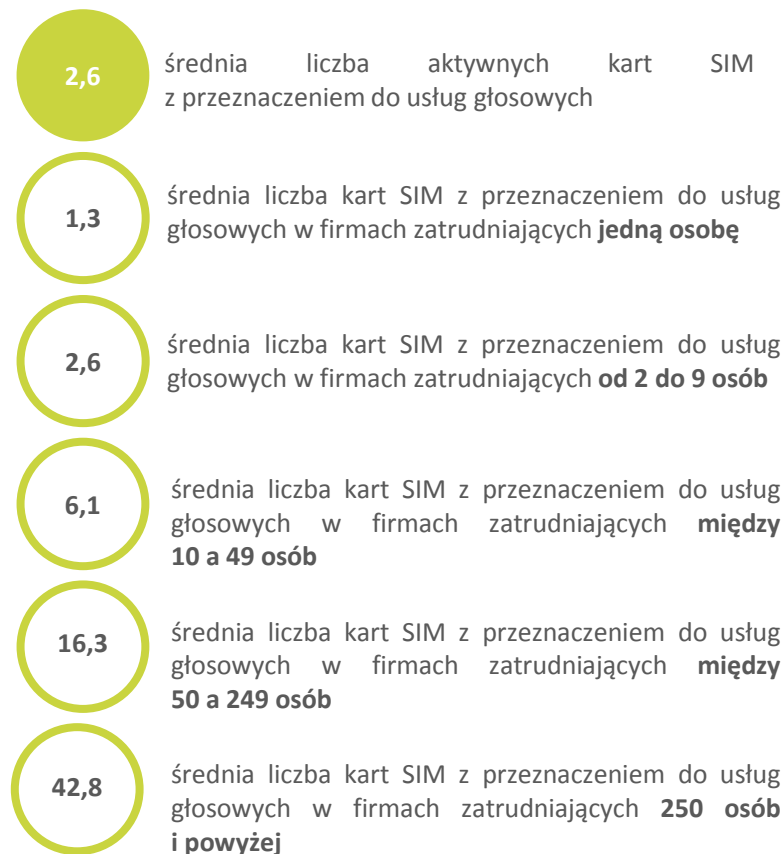 2,6
średnia liczba aktywnych kart SIM
z przeznaczeniem do usług głosowych
1,3
średnia liczba kart SIM z przeznaczeniem do usług
głosowych w firmach zatrudniających jedną osobę
2,6
średnia liczba kart SIM z przeznaczeniem do usług
głosowych w firmach zatrudniających od 2 do 9 osób
6,1
średnia liczba kart SIM z przeznaczeniem do usług
głosowych w firmach zatrudniających między
10 a 49 osób
16,3
średnia liczba kart SIM z przeznaczeniem do usług
głosowych w firmach zatrudniających między
50 a 249 osób
42,8
średnia liczba kart SIM z przeznaczeniem do usług
głosowych w firmach zatrudniających 250 osób
i powyżej